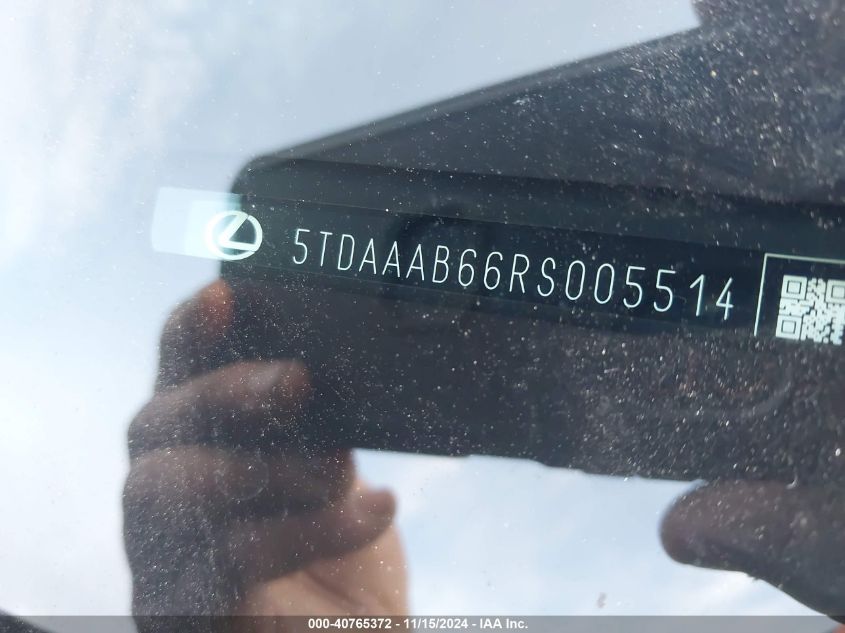 5TDAAAB66RS005514
000-40765372 - 11/15/2024 - IAA Inc.